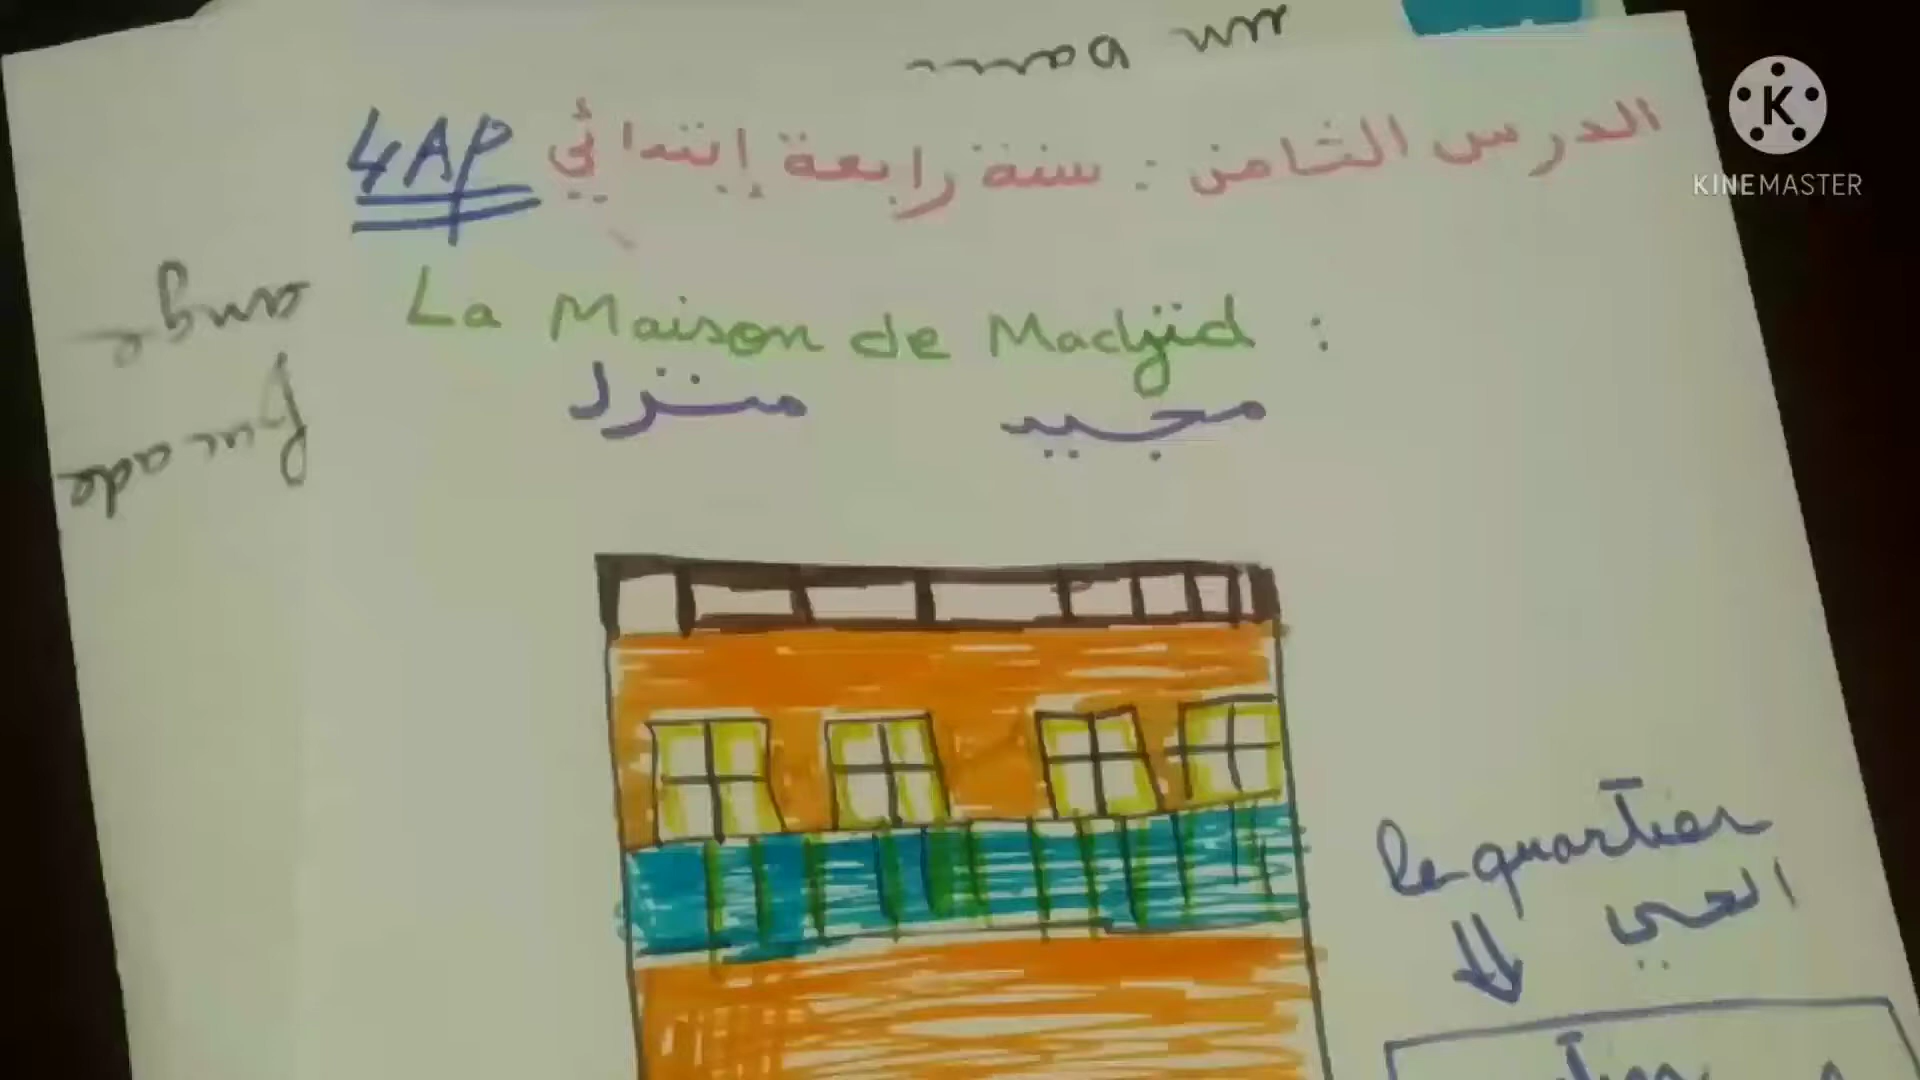 الدرس الثامن : سنة رابعة إبتدائي 4AP
La Maison de Madjid :
منزل مجيد
le quartier
الحي
KINEMASTER